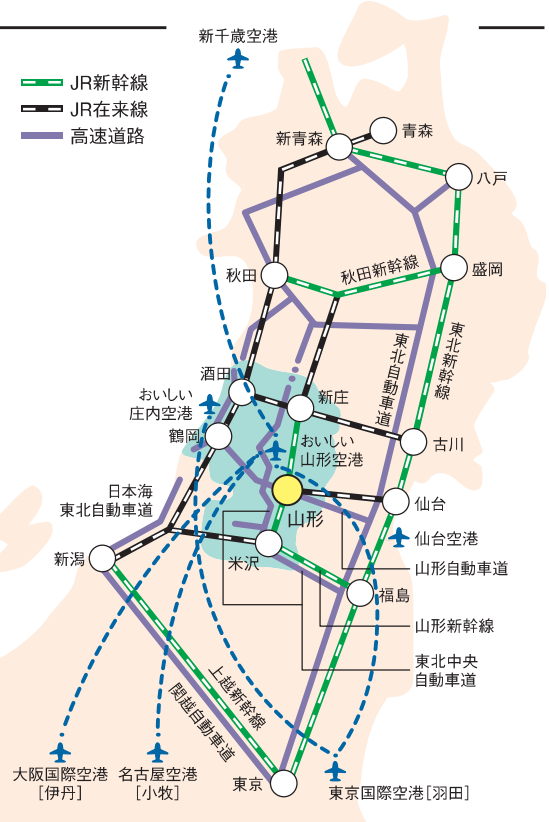 新千歳空港
JR新幹線
JR在来線
高速道路
青森
新青森
八戸
秋田新幹線
盛岡
秋田
東北新幹線
東北自動車道
酒田
おいしい
庄内空港
新庄
鶴岡
おいしい
山形空港
古川
日本海
東北自動車道
山形
仙台
仙台空港
新潟
米沢
山形自動車道
福島
山形新幹線
東北中央
自動車道
上越新幹線
関越自動車道
大阪国際空港
[伊丹]
名古屋空港
[小牧]
東京
東京国際空港[羽田]